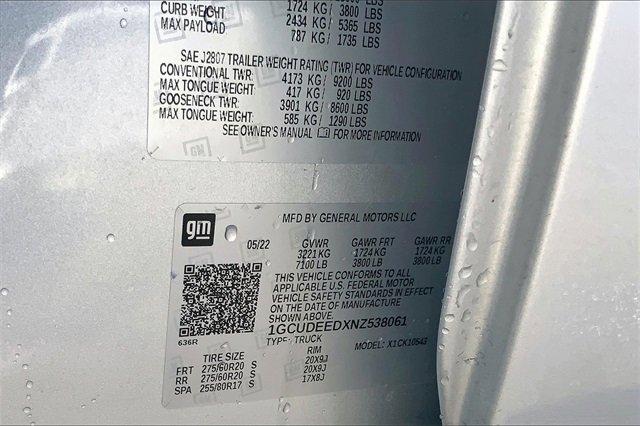 1724 KG / 3800 LBS
CURB WEIGHT 2434 KG / 5365 LBS
MAX PAYLOAD 787 KG / 1735 LBS
SAE J2807 TRAILER WEIGHT RATING (TWR) FOR VEHICLE CONFIGURATION
CONVENTIONAL TWR: 4173 KG / 9200 LBS
MAX TONGUE WEIGHT: 417 KG / 920 LBS
GOOSENECK TWR: 3901 KG / 8600 LBS
MAX TONGUE WEIGHT: 585 KG / 1290 LBS
SEE OWNER'S MANUAL FOR MORE INFORMATION
gm
MFD BY GENERAL MOTORS LLC
05/22 GVWR GAWR FRT GAWR RR
3221 KG 1724 KG 1724 KG
7100 LB 3800 LB 3800 LB
THIS VEHICLE CONFORMS TO ALL
APPLICABLE U.S. FEDERAL MOTOR
VEHICLE SAFETY STANDARDS IN EFFECT
ON THE DATE OF MANUFACTURE
SHOWN ABOVE.
1GCUDEEDXNZ538061
636R
TYPE: TRUCK MODEL: X1CK10543
TIRE SIZE RIM
FRT 275/60R20 S 20X9J
RR 275/60R20 S 20X9J
SPA 255/80R17 S 17X8J